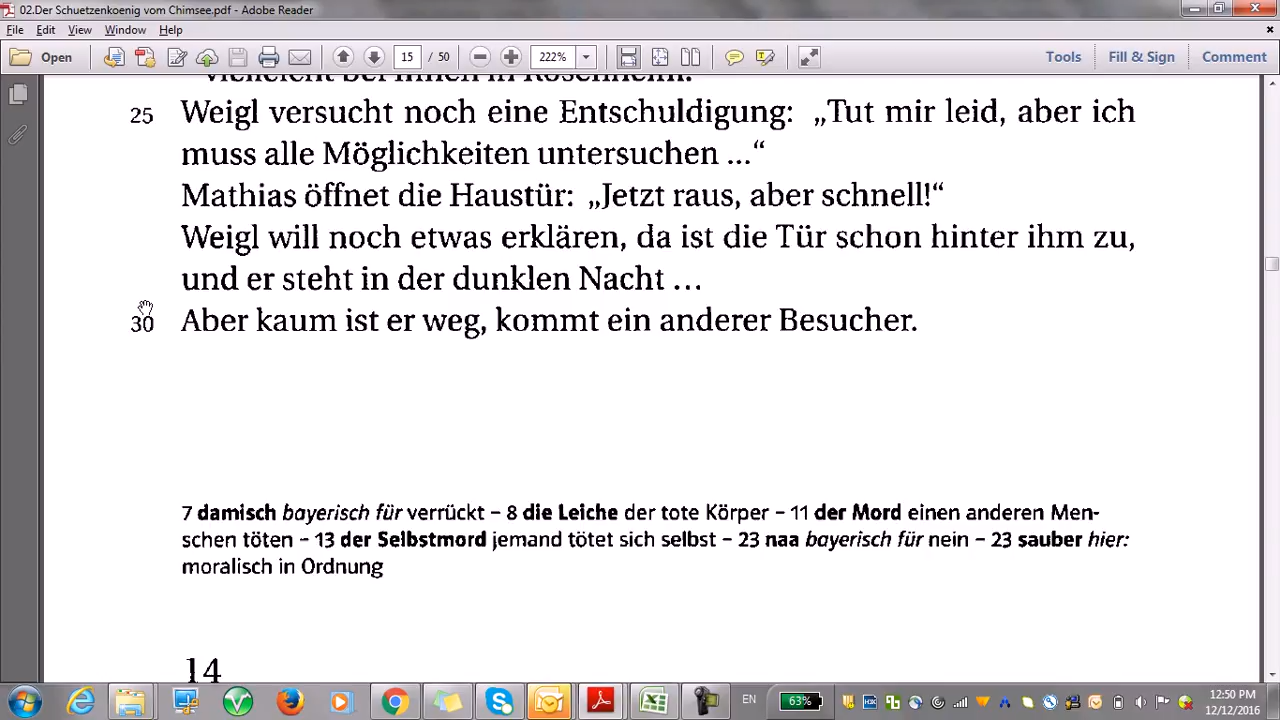 02.Der Schuetzenkoenig vom Chimsee.pdf - Adobe Reader
File Edit View Window Help
Open 15 / 50 222% Tools Fill & Sign Comment
vielleicht bei Ihnen in Rosenheim.
25 Weigl versucht noch eine Entschuldigung: „Tut mir leid, aber ich
muss alle Möglichkeiten untersuchen ...“
Mathias öffnet die Haustür: „Jetzt raus, aber schnell!“
Weigl will noch etwas erklären, da ist die Tür schon hinter ihm zu,
und er steht in der dunklen Nacht ...
30 Aber kaum ist er weg, kommt ein anderer Besucher.
7 damisch bayerisch für verrückt – 8 die Leiche der tote Körper – 11 der Mord einen anderen Men-
schen töten – 13 der Selbstmord jemand tötet sich selbst – 23 naa bayerisch für nein – 23 sauber hier:
moralisch in Ordnung
14
EN 63% 12:50 PM
12/12/2016